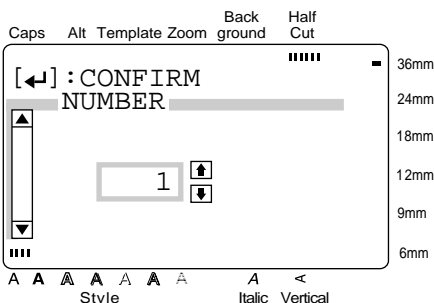 Caps Alt Template Zoom Back ground Half Cut
[↵]:CONFIRM
NUMBER
1
36mm
24mm
18mm
12mm
9mm
6mm
A A A A A A A A A
Style Italic Vertical